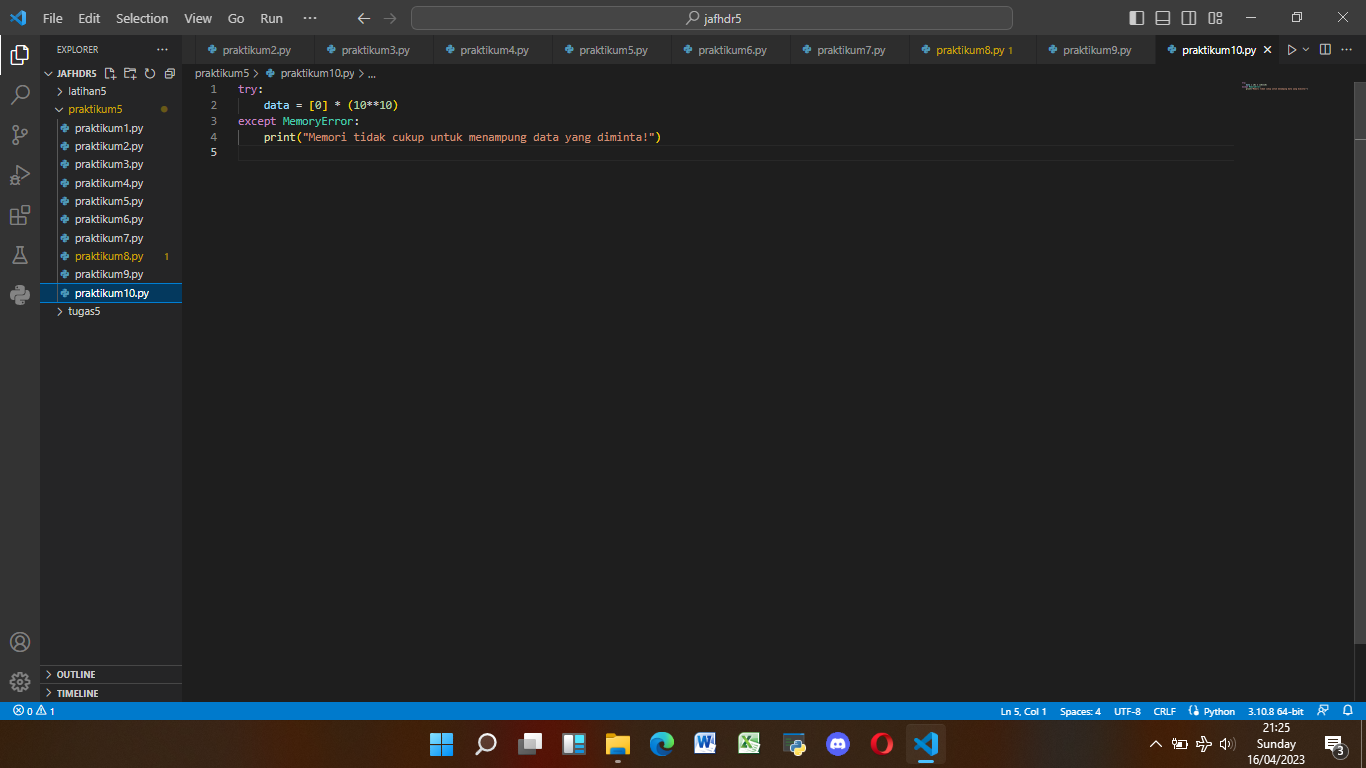 File Edit Selection View Go Run ···
jafhdr5
EXPLORER ···
praktikum2.py praktikum3.py praktikum4.py praktikum5.py praktikum6.py praktikum7.py praktikum8.py 1 praktikum9.py praktikum10.py
JAFHDR5
latihan5
praktikum5
praktikum1.py
praktikum2.py
praktikum3.py
praktikum4.py
praktikum5.py
praktikum6.py
praktikum7.py
praktikum8.py 1
praktikum9.py
praktikum10.py
tugas5
OUTLINE
TIMELINE
praktikum5 > praktikum10.py > ...
1 try:
2 data = [0] * (10**10)
3 except MemoryError:
4 print("Memori tidak cukup untuk menampung data yang diminta!")
5
0 1 Ln 5, Col 1 Spaces: 4 UTF-8 CRLF Python 3.10.8 64-bit
21:25
Sunday
16/04/2023
3